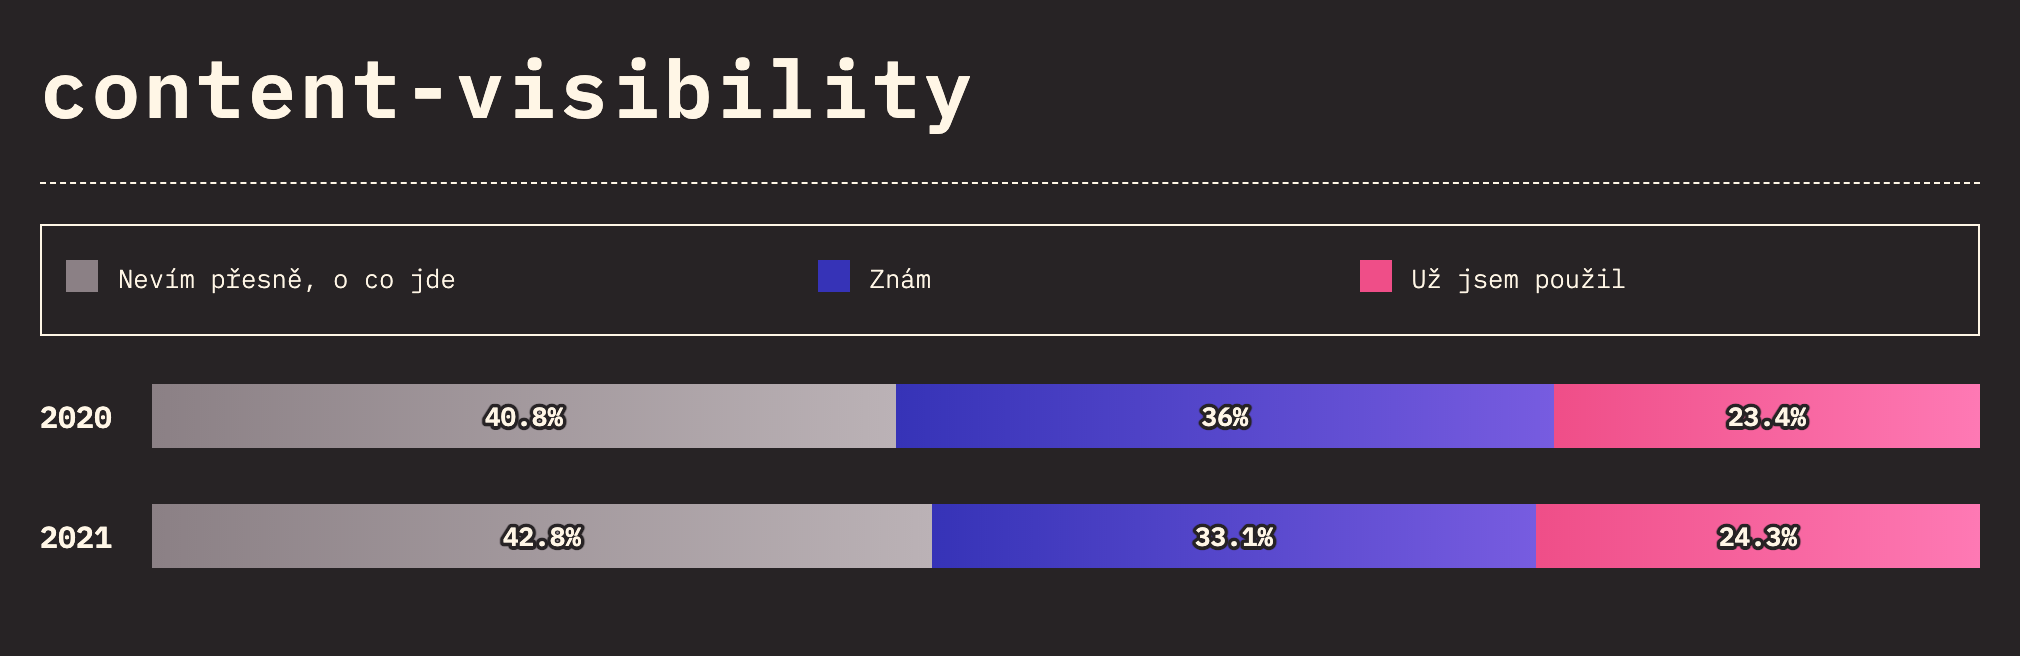 content-visibility
Nevím přesně, o co jde Znám Už jsem použil
2020 40.8% 36% 23.4%
2021 42.8% 33.1% 24.3%